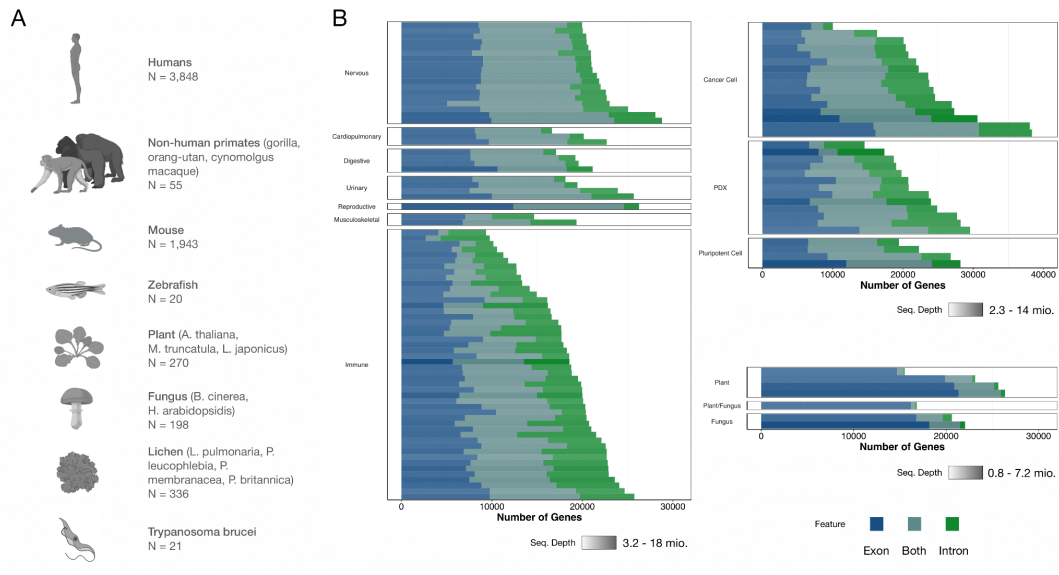 A
Humans
N = 3,848
Non-human primates (gorilla,
orang-utan, cynomolgus
macaque)
N = 55
Mouse
N = 1,943
Zebrafish
N = 20
Plant (A. thaliana,
M. truncatula, L. japonicus)
N = 270
Fungus (B. cinerea,
H. arabidopsidis)
N = 198
Lichen (L. pulmonaria, P.
leucophlebia, P.
membranacea, P. britannica)
N = 336
Trypanosoma brucei
N = 21
B
Nervous
Cardiopulmonary
Digestive
Urinary
Reproductive
Musculoskeletal
Immune
0 10000 20000 30000
Number of Genes
Seq. Depth 3.2 - 18 mio.
Cancer Cell
PDX
Pluripotent Cell
0 10000 20000 30000 40000
Number of Genes
Seq. Depth 2.3 - 14 mio.
Plant
Plant/Fungus
Fungus
0 10000 20000 30000
Number of Genes
Seq. Depth 0.8 - 7.2 mio.
Feature
Exon Both Intron